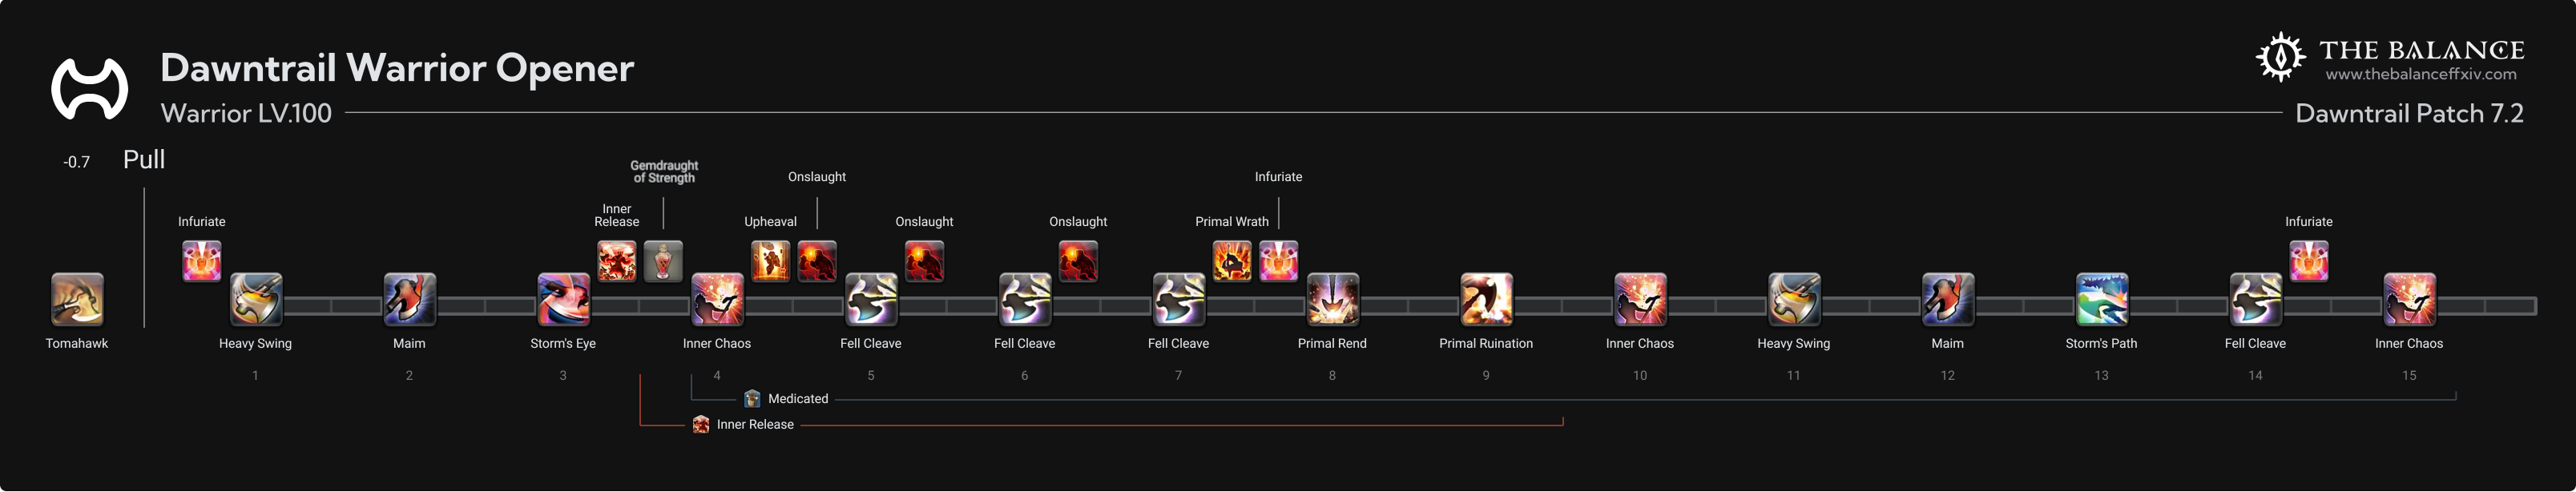 Dawntrail Warrior Opener
THE BALANCE
www.thebalanceffxiv.com
Warrior LV.100
Dawntrail Patch 7.2
-0.7
Pull
Gemdraught
of Strength
Onslaught
Infuriate
Infuriate
Inner
Release
Upheaval
Onslaught
Onslaught
Primal Wrath
Infuriate
Tomahawk
Heavy Swing
Maim
Storm's Eye
Inner Chaos
Fell Cleave
Fell Cleave
Fell Cleave
Primal Rend
Primal Ruination
Inner Chaos
Heavy Swing
Maim
Storm's Path
Fell Cleave
Inner Chaos
1
2
3
4
5
6
7
8
9
10
11
12
13
14
15
Medicated
Inner Release